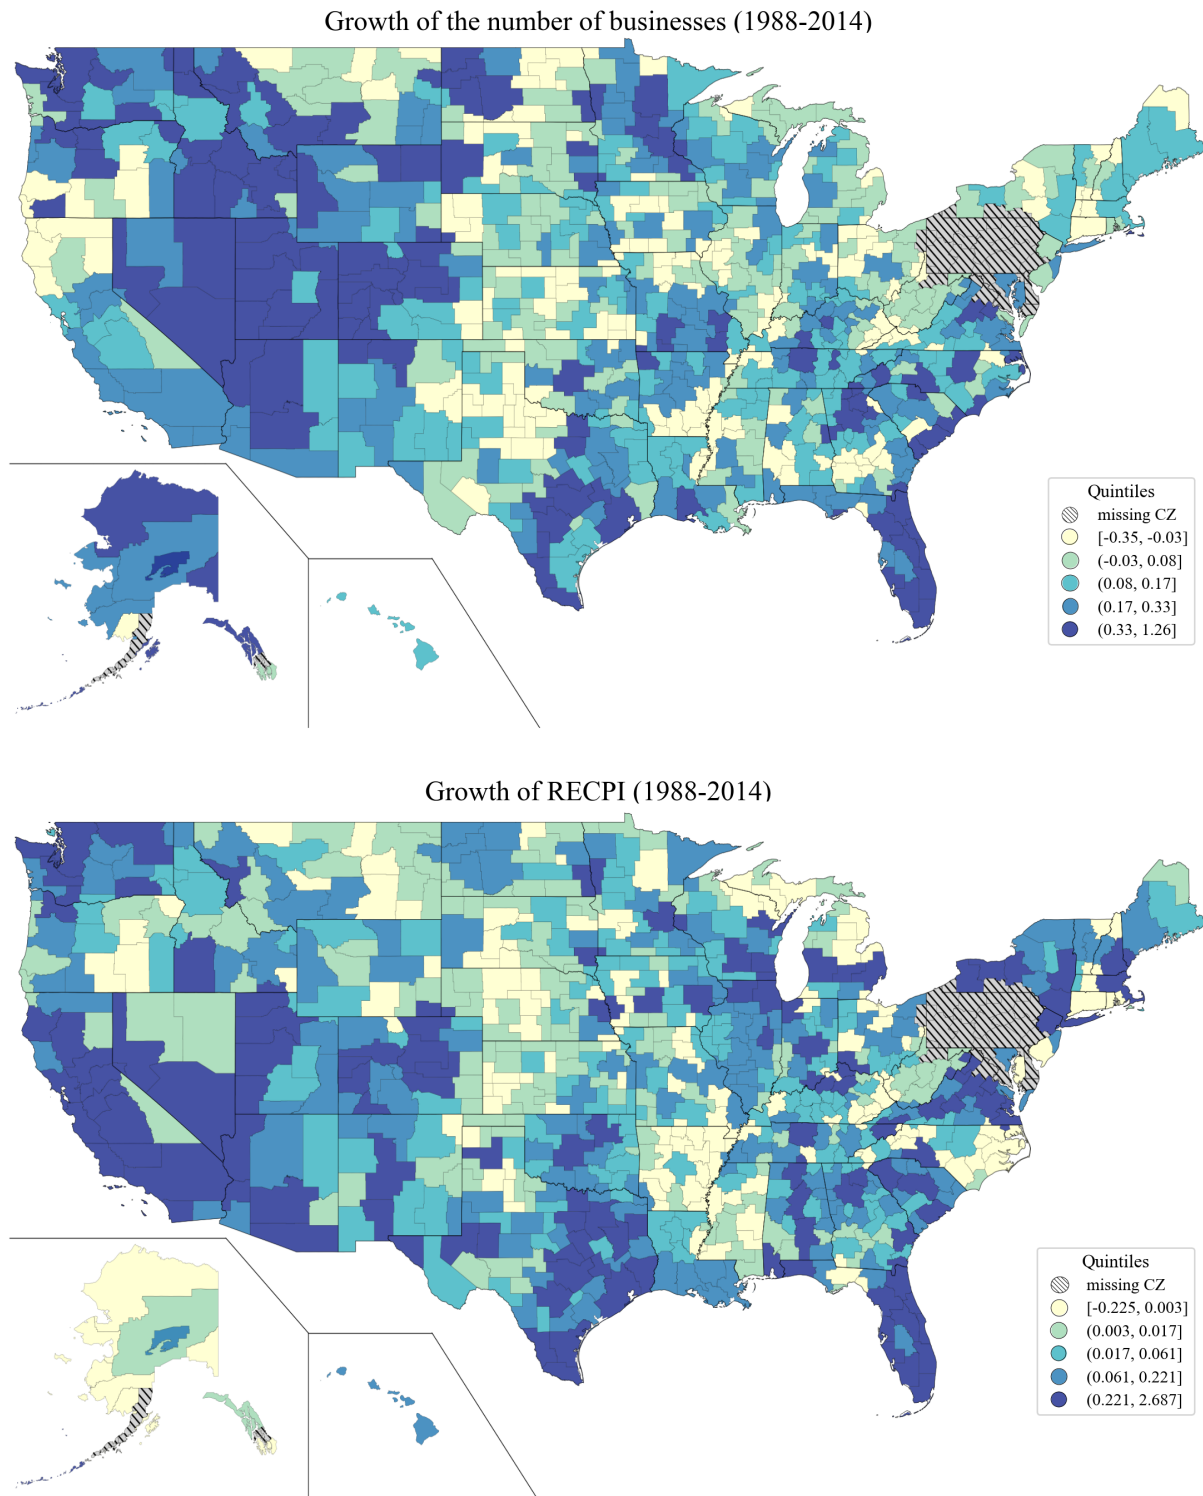 Growth of the number of businesses (1988-2014)
Quintiles
missing CZ
[-0.35, -0.03]
(-0.03, 0.08]
(0.08, 0.17]
(0.17, 0.33]
(0.33, 1.26]
Growth of RECPI (1988-2014)
Quintiles
missing CZ
[-0.225, 0.003]
(0.003, 0.017]
(0.017, 0.061]
(0.061, 0.221]
(0.221, 2.687]